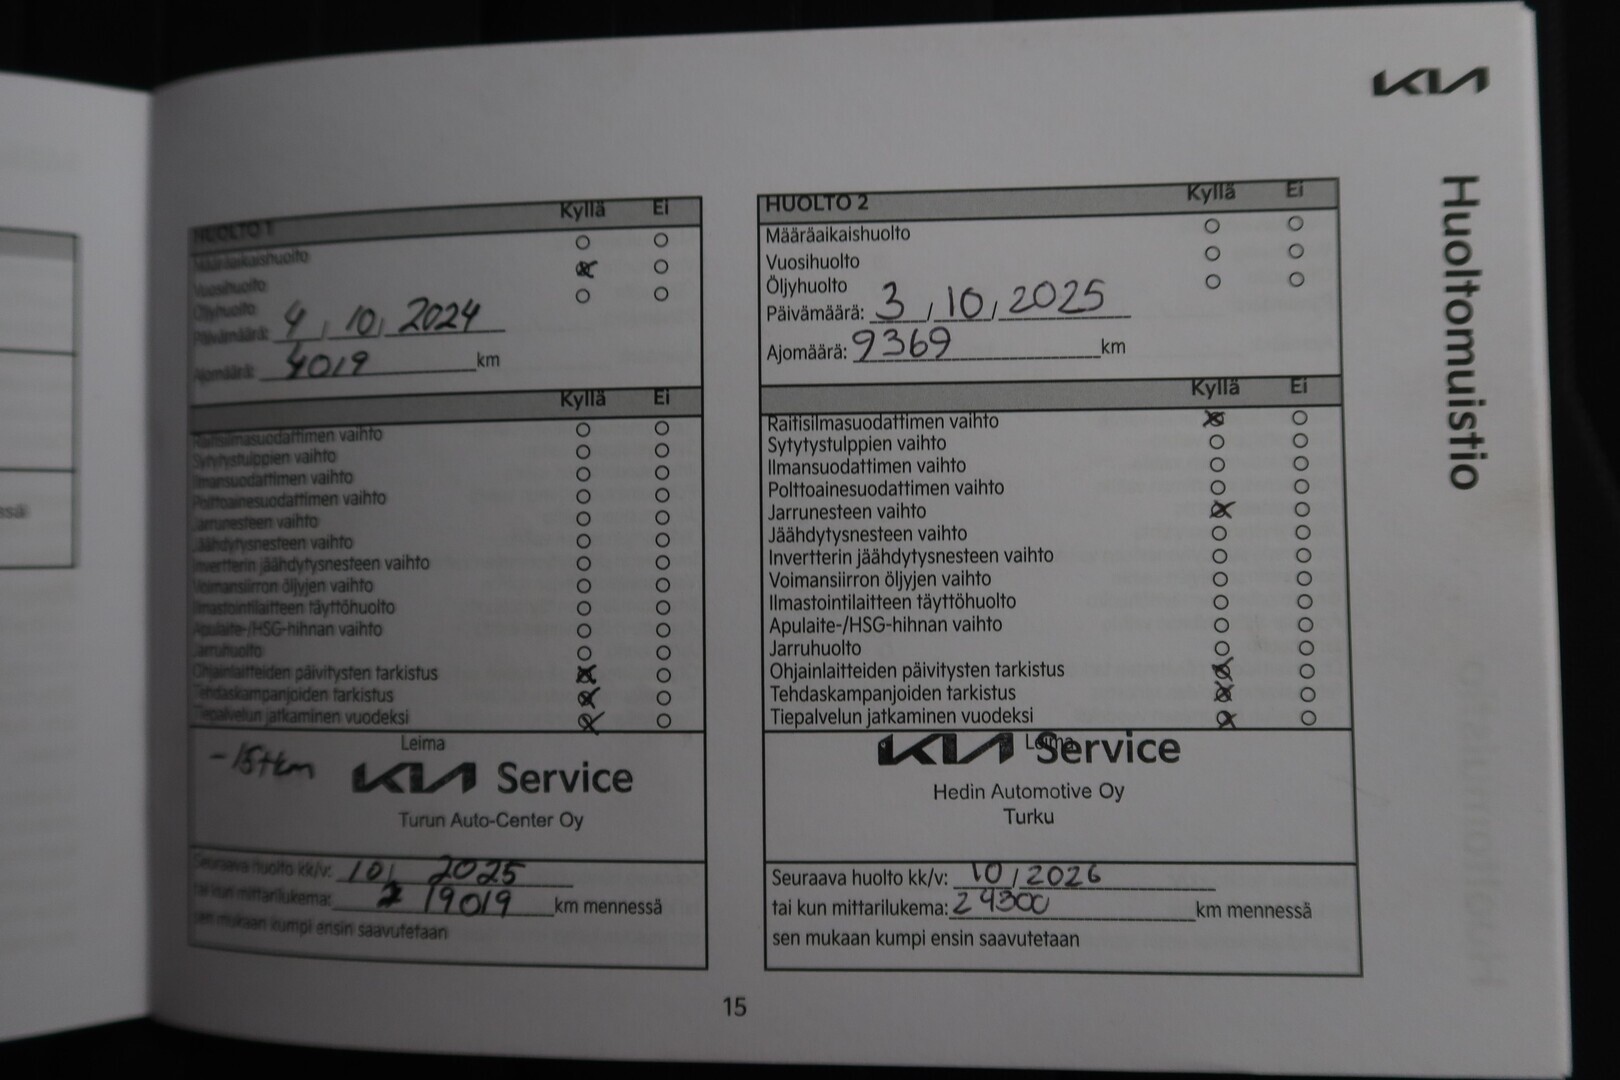 KIA
Huoltomuistio
HUOLTO 1 Kyllä Ei
Määräaikaishuolto
Vuosihuolto
Öljyhuolto
Päivämäärä: 4 / 10 / 2024
Ajomäärä: 4019 km
Kyllä Ei
Raitisilmasuodattimen vaihto
Sytytystulppien vaihto
Ilmansuodattimen vaihto
Polttoainesuodattimen vaihto
Jarrunesteen vaihto
Jäähdytysnesteen vaihto
Invertterin jäähdytysnesteen vaihto
Voimansiirron öljyjen vaihto
Ilmastointilaitteen täyttöhuolto
Apulaite-/HSG-hihnan vaihto
Jarruhuolto
Ohjainlaitteiden päivitysten tarkistus
Tehdaskampanjoiden tarkistus
Tiepalvelun jatkaminen vuodeksi
Leima
-15tkm
KIA Service
Turun Auto-Center Oy
Seuraava huolto kk/v: 10 / 2025
tai kun mittarilukema: 19019 km mennessä
sen mukaan kumpi ensin saavutetaan
HUOLTO 2 Kyllä Ei
Määräaikaishuolto
Vuosihuolto
Öljyhuolto
Päivämäärä: 3 / 10 / 2025
Ajomäärä: 9369 km
Kyllä Ei
Raitisilmasuodattimen vaihto
Sytytystulppien vaihto
Ilmansuodattimen vaihto
Polttoainesuodattimen vaihto
Jarrunesteen vaihto
Jäähdytysnesteen vaihto
Invertterin jäähdytysnesteen vaihto
Voimansiirron öljyjen vaihto
Ilmastointilaitteen täyttöhuolto
Apulaite-/HSG-hihnan vaihto
Jarruhuolto
Ohjainlaitteiden päivitysten tarkistus
Tehdaskampanjoiden tarkistus
Tiepalvelun jatkaminen vuodeksi
Leima
KIA Service
Hedin Automotive Oy
Turku
Seuraava huolto kk/v: 10 / 2026
tai kun mittarilukema: 24300 km mennessä
sen mukaan kumpi ensin saavutetaan
15